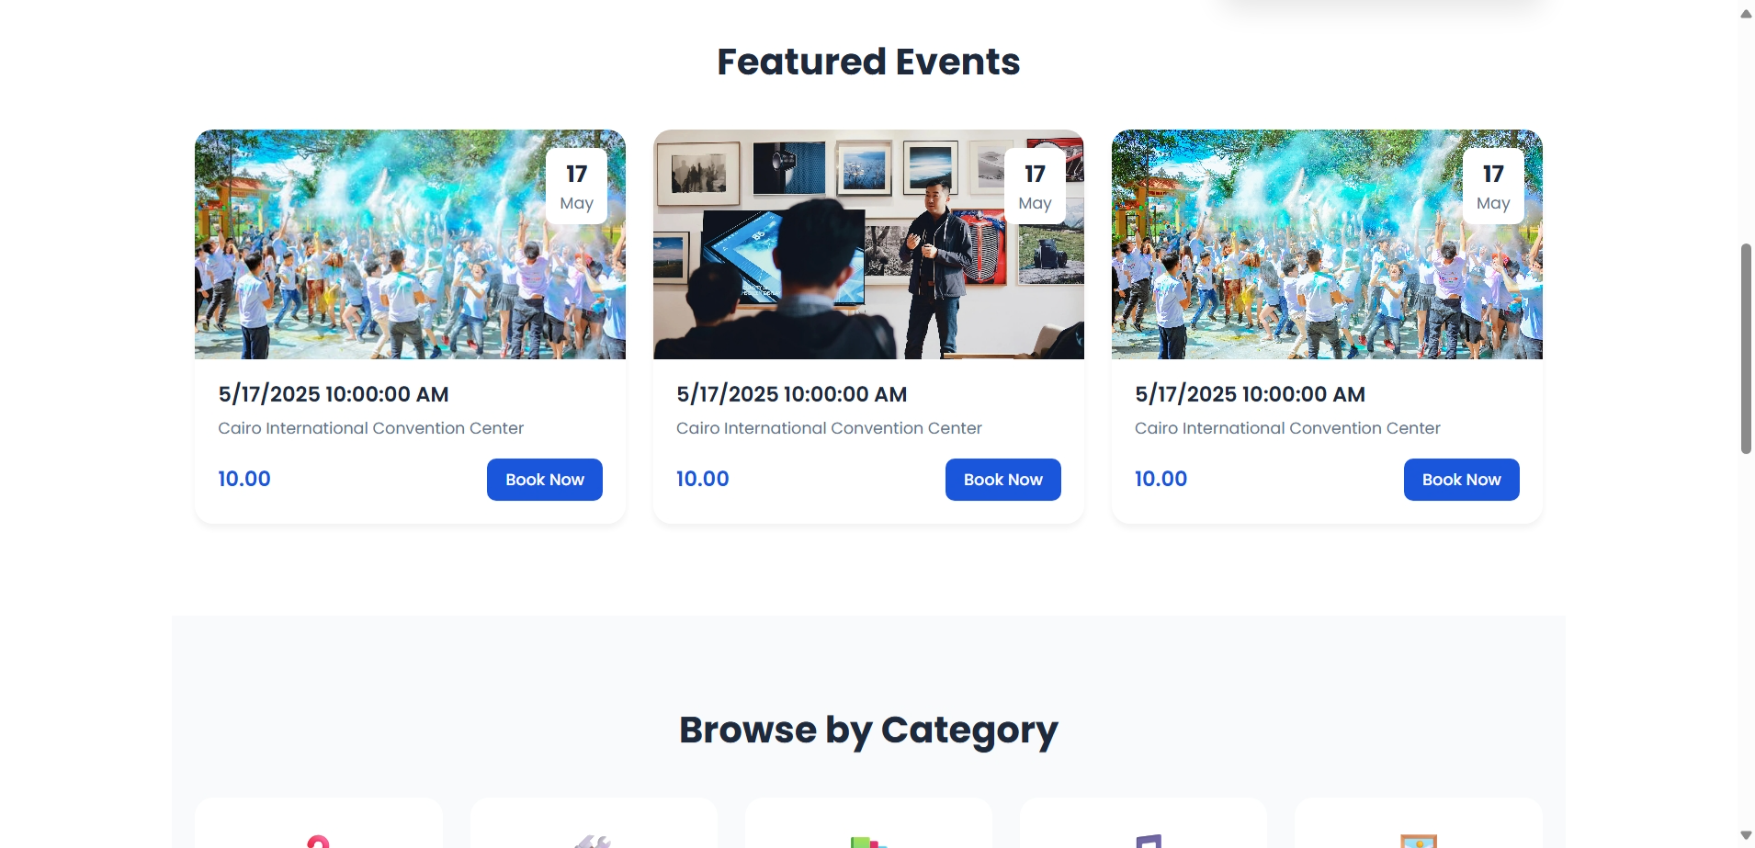 Featured Events
17
May
17
May
17
May
5/17/2025 10:00:00 AM
Cairo International Convention Center
10.00
Book Now
5/17/2025 10:00:00 AM
Cairo International Convention Center
10.00
Book Now
5/17/2025 10:00:00 AM
Cairo International Convention Center
10.00
Book Now
Browse by Category